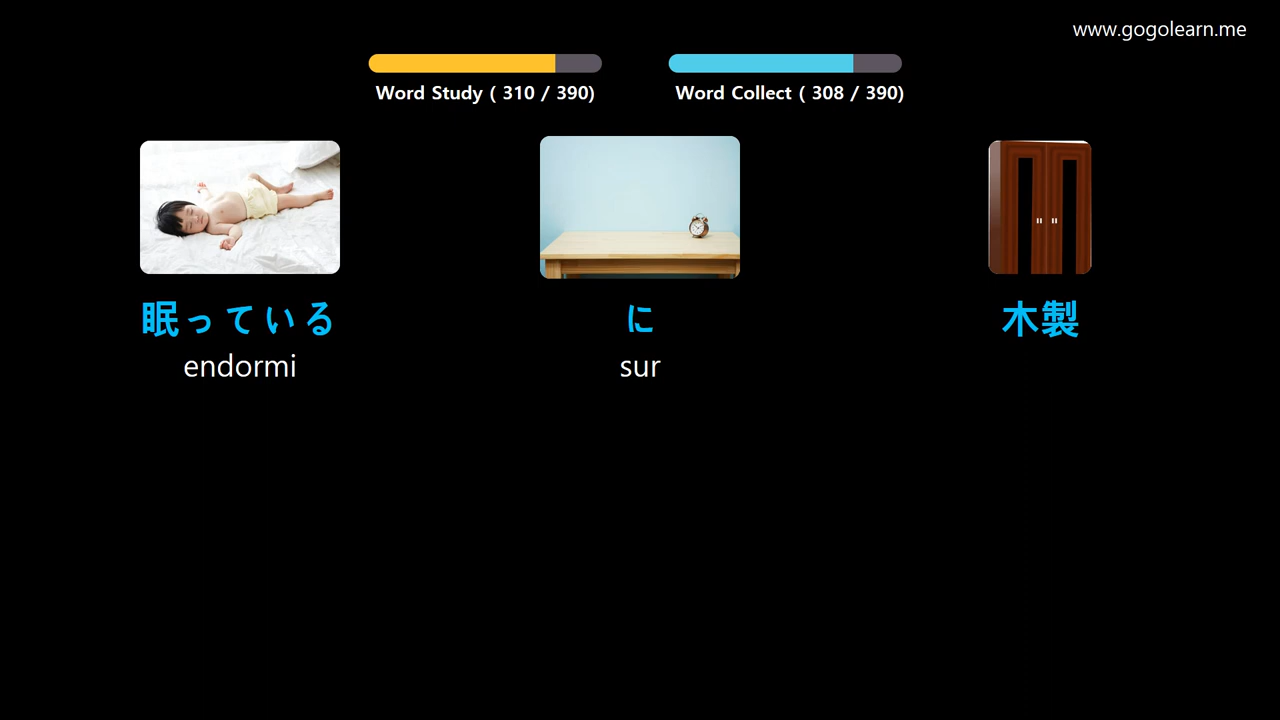 www.gogolearn.me
Word Study ( 310 / 390)
Word Collect ( 308 / 390)
眠っている
に
木製
endormi
sur